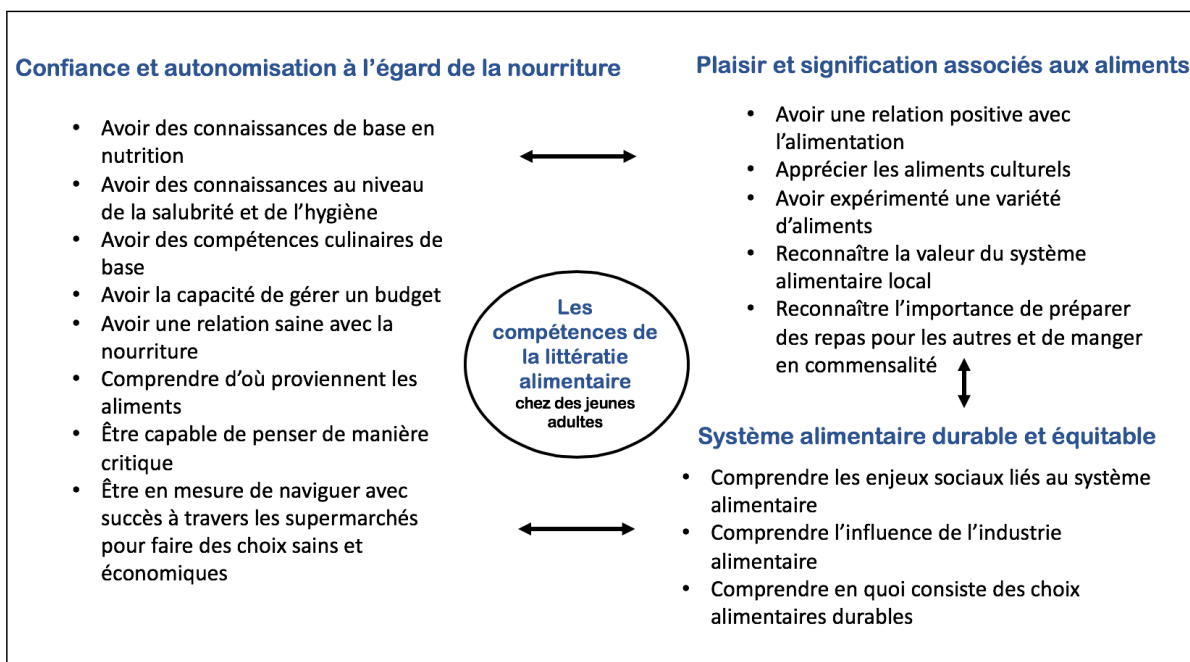 Confiance et autonomisation à l'égard de la nourriture
• Avoir des connaissances de base en
nutrition
• Avoir des connaissances au niveau
de la salubrité et de l'hygiène
• Avoir des compétences culinaires de
base
• Avoir la capacité de gérer un budget
• Avoir une relation saine avec la
nourriture
• Comprendre d'où proviennent les
aliments
• Être capable de penser de manière
critique
• Être en mesure de naviguer avec
succès à travers les supermarchés
pour faire des choix sains et
économiques
Les
compétences de
la littératie
alimentaire
chez des jeunes
adultes
Plaisir et signification associés aux aliments
• Avoir une relation positive avec
l'alimentation
• Apprécier les aliments culturels
• Avoir expérimenté une variété
d'aliments
• Reconnaître la valeur du système
alimentaire local
• Reconnaître l'importance de préparer
des repas pour les autres et de manger
en commensalité
Système alimentaire durable et équitable
• Comprendre les enjeux sociaux liés au système
alimentaire
• Comprendre l'influence de l'industrie
alimentaire
• Comprendre en quoi consiste des choix
alimentaires durables